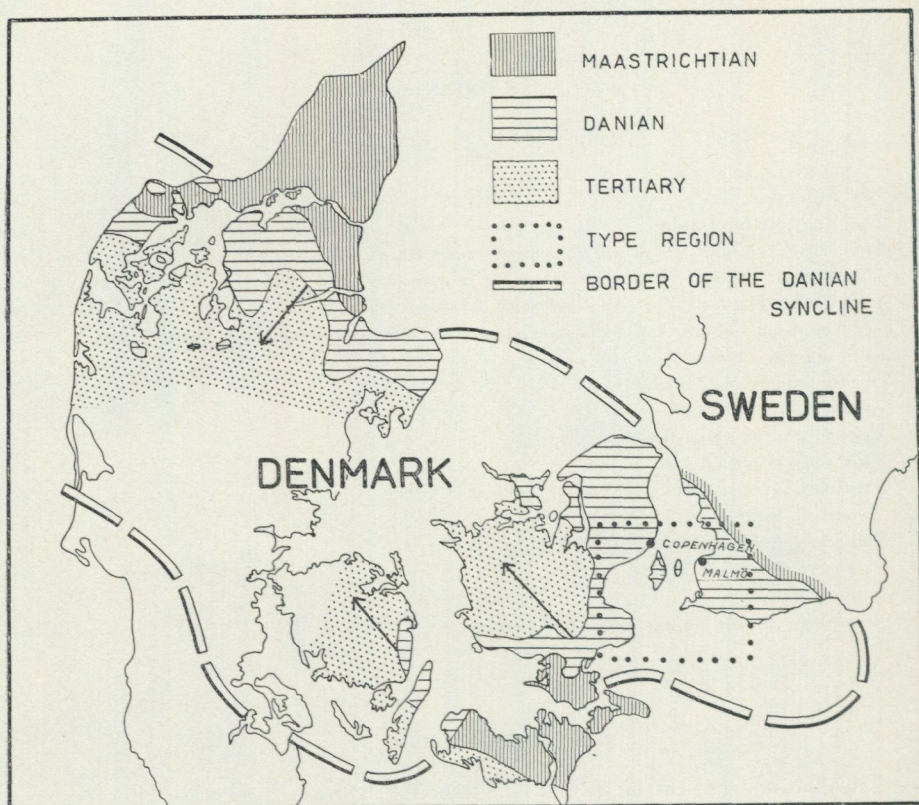 MAASTRICHTIAN
DANIAN
TERTIARY
TYPE REGION
BORDER OF THE DANIAN
SYNCLINE
SWEDEN
DENMARK
COPENHAGEN
MALMÖ